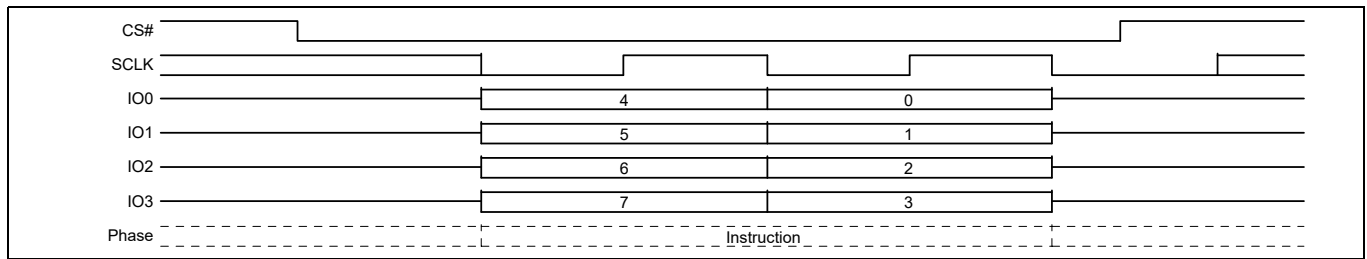 CS#
SCLK
IO0 4 0
IO1 5 1
IO2 6 2
IO3 7 3
Phase Instruction